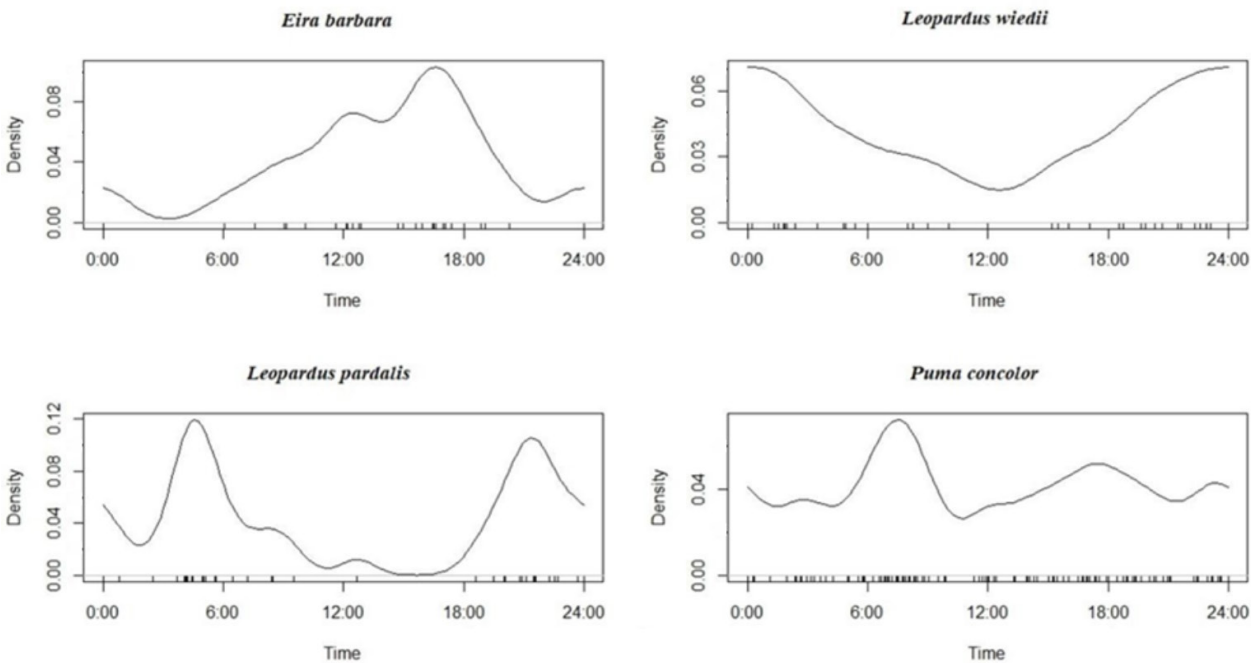 Eira barbara
Density
0.00 0.04 0.08
0:00 6:00 12:00 18:00 24:00
Time
Leopardus wiedii
Density
0.00 0.03 0.06
0:00 6:00 12:00 18:00 24:00
Time
Leopardus pardalis
Density
0.00 0.04 0.08 0.12
0:00 6:00 12:00 18:00 24:00
Time
Puma concolor
Density
0.00 0.04
0:00 6:00 12:00 18:00 24:00
Time